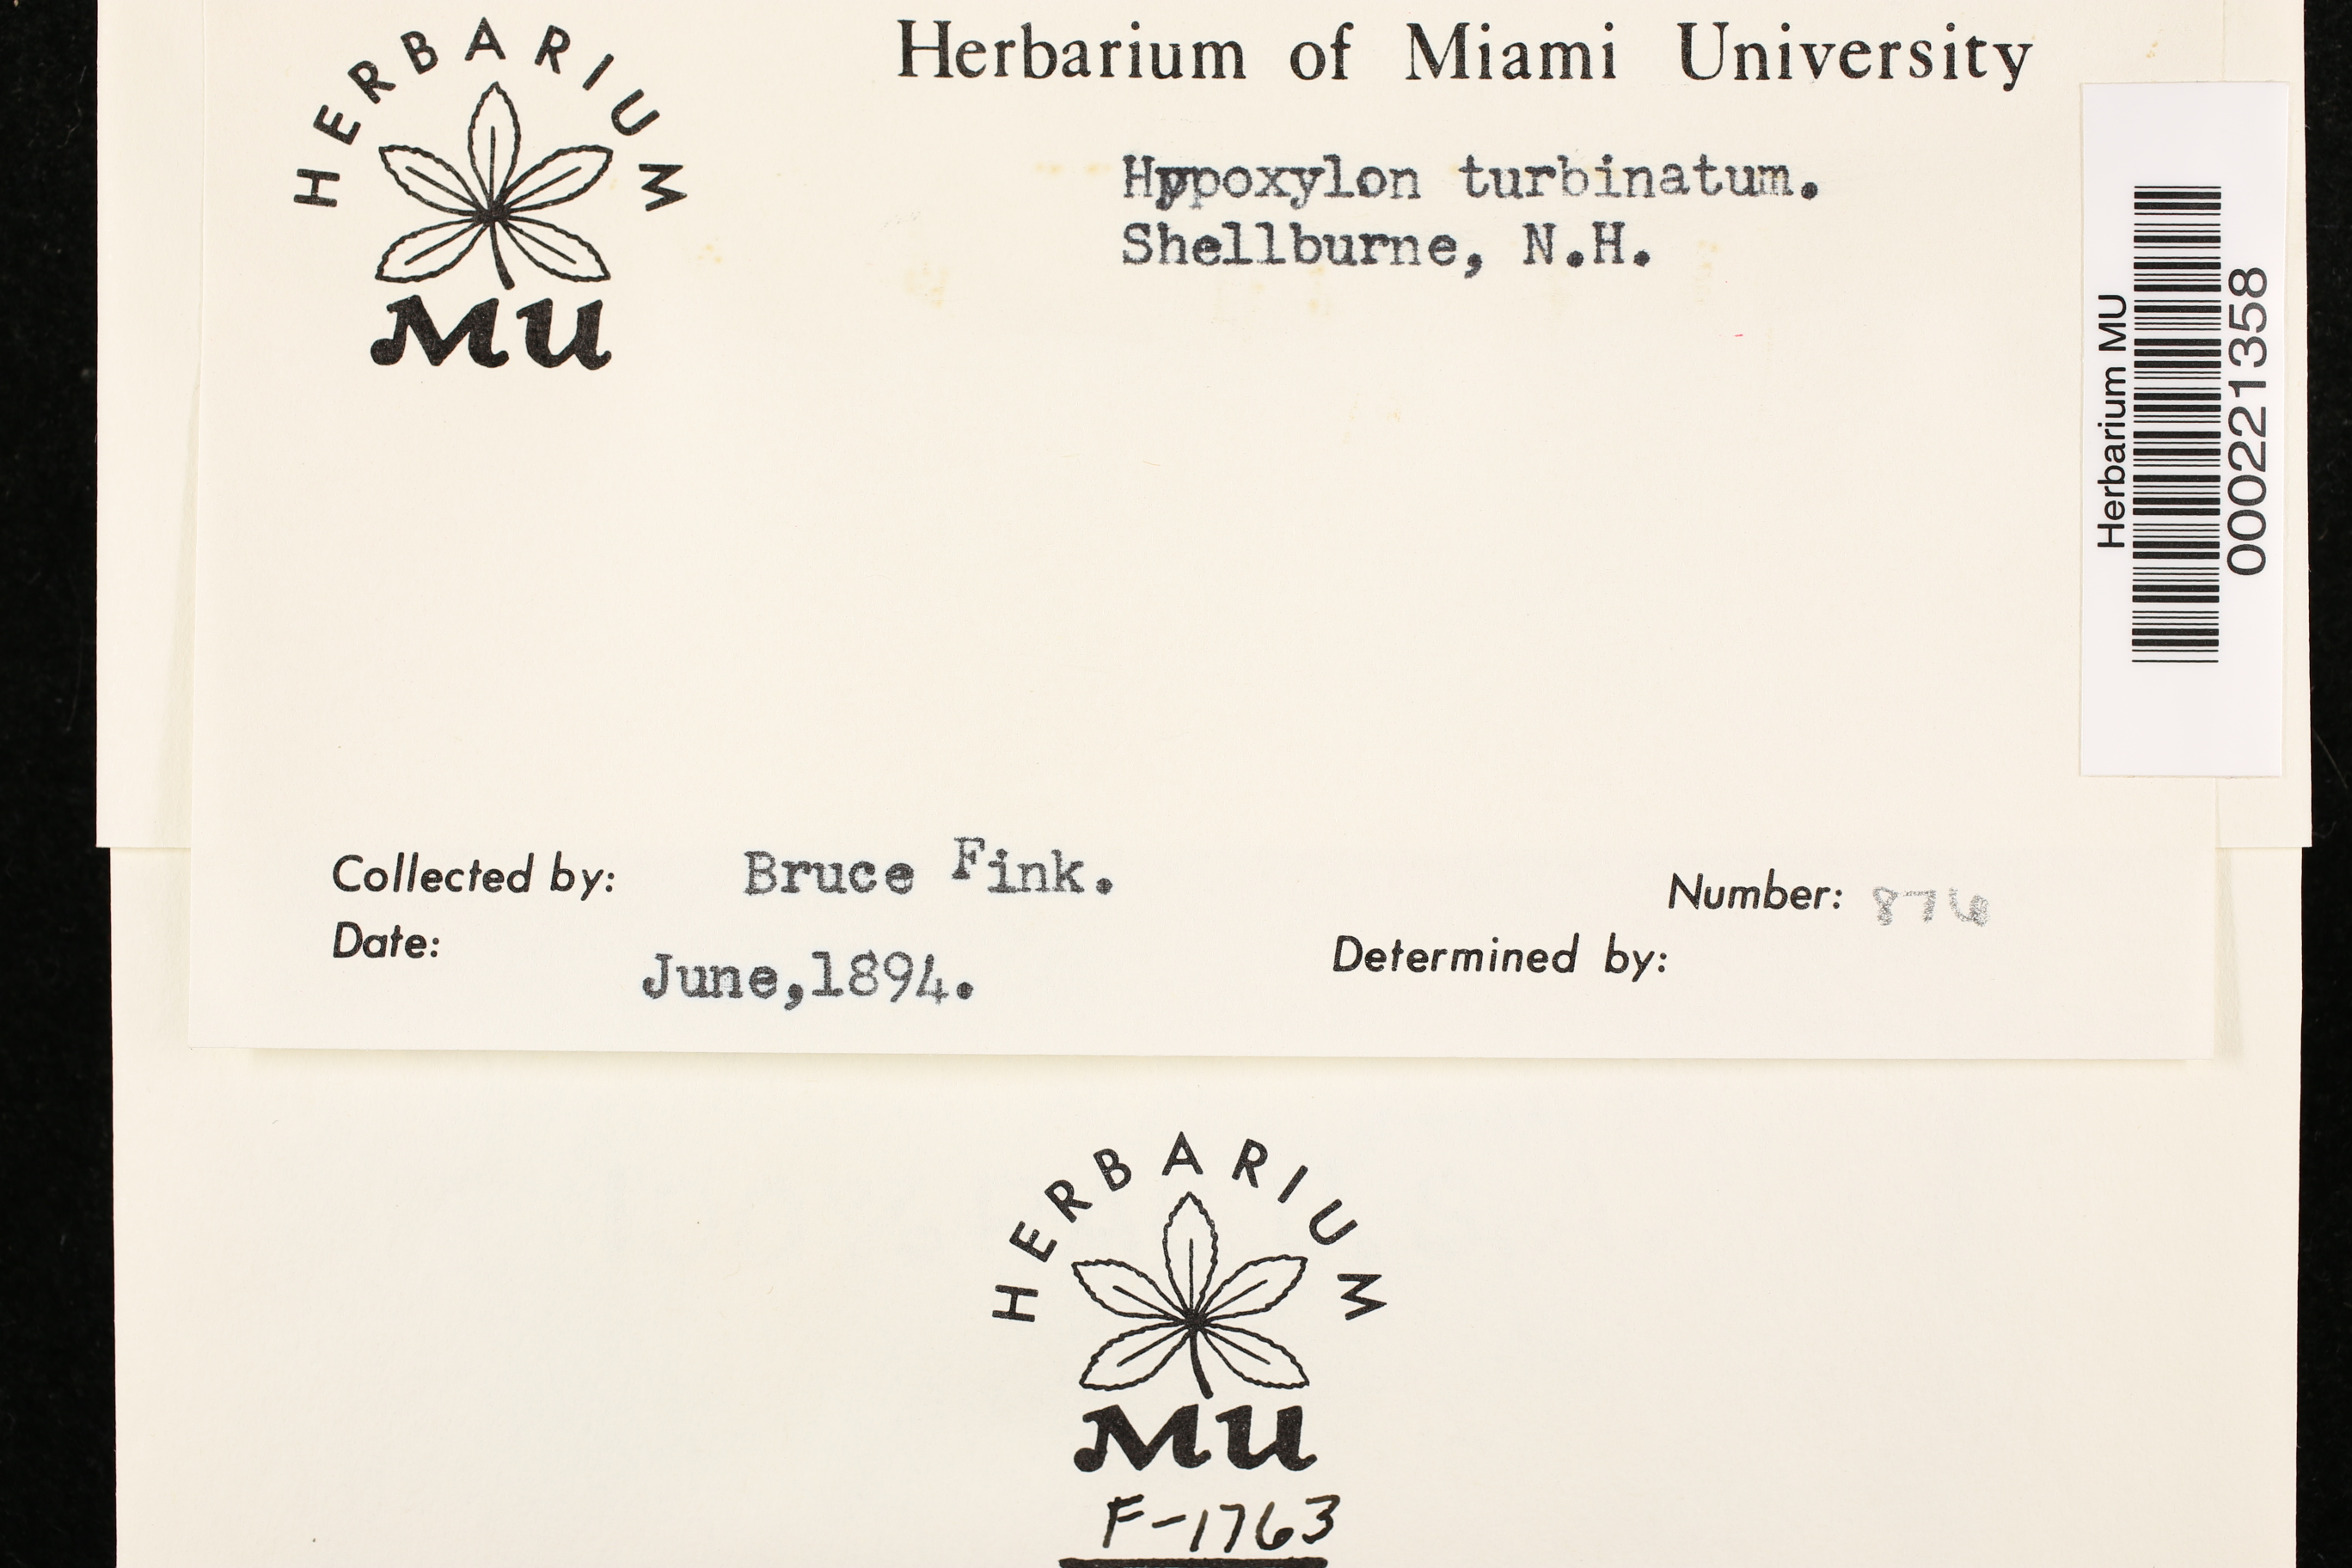 HERBARIUM
MU
Herbarium of Miami University
Hypoxylon turbinatum.
Shellburne, N.H.
Herbarium MU
000221358
Collected by: Bruce Fink.
Number:
Date: June,1894.
Determined by:
HERBARIUM
MU
F-1763